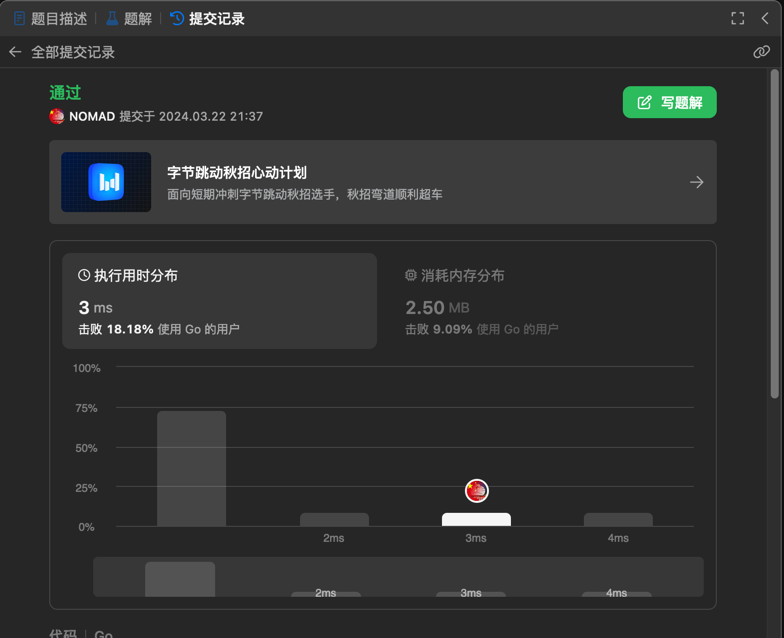 题目描述 题解 提交记录
全部提交记录
通过
NOMAD 提交于 2024.03.22 21:37
写题解
字节跳动秋招心动计划
面向短期冲刺字节跳动秋招选手，秋招弯道顺利超车
执行用时分布
3 ms
击败 18.18% 使用 Go 的用户
消耗内存分布
2.50 MB
击败 9.09% 使用 Go 的用户
100%
75%
50%
25%
0%
2ms 3ms 4ms
2ms 3ms 4ms
代码 Go